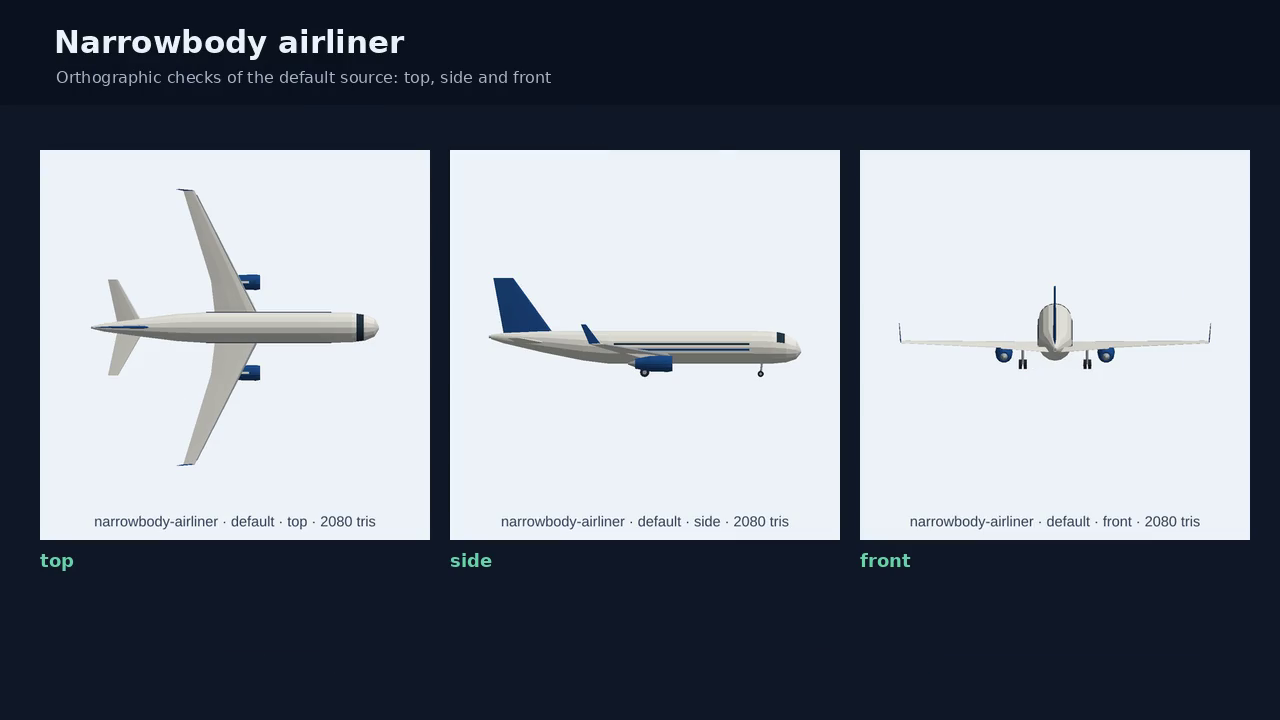 Narrowbody airliner
Orthographic checks of the default source: top, side and front
narrowbody-airliner · default · top · 2080 tris
narrowbody-airliner · default · side · 2080 tris
narrowbody-airliner · default · front · 2080 tris
top
side
front